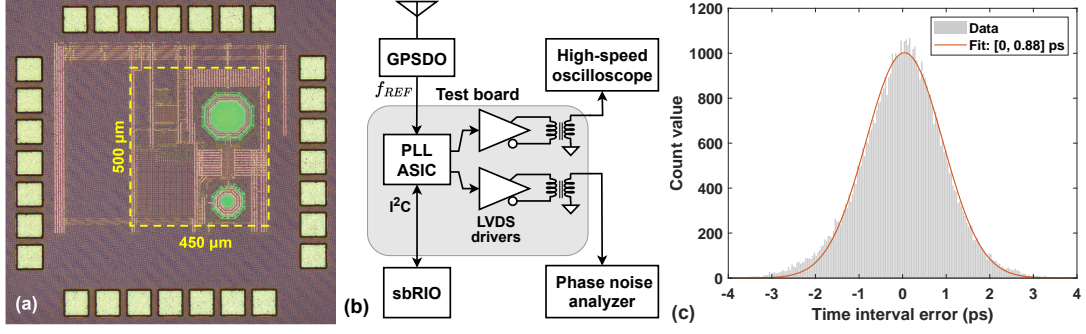 500 µm
450 µm
(a)
GPSDO
f_REF
Test board
High-speed
oscilloscope
PLL
ASIC
I²C
LVDS
drivers
sbRIO
Phase noise
analyzer
(b)
Data
Fit: [0, 0.88] ps
Count value
1200
1000
800
600
400
200
0
-4 -3 -2 -1 0 1 2 3 4
Time interval error (ps)
(c)